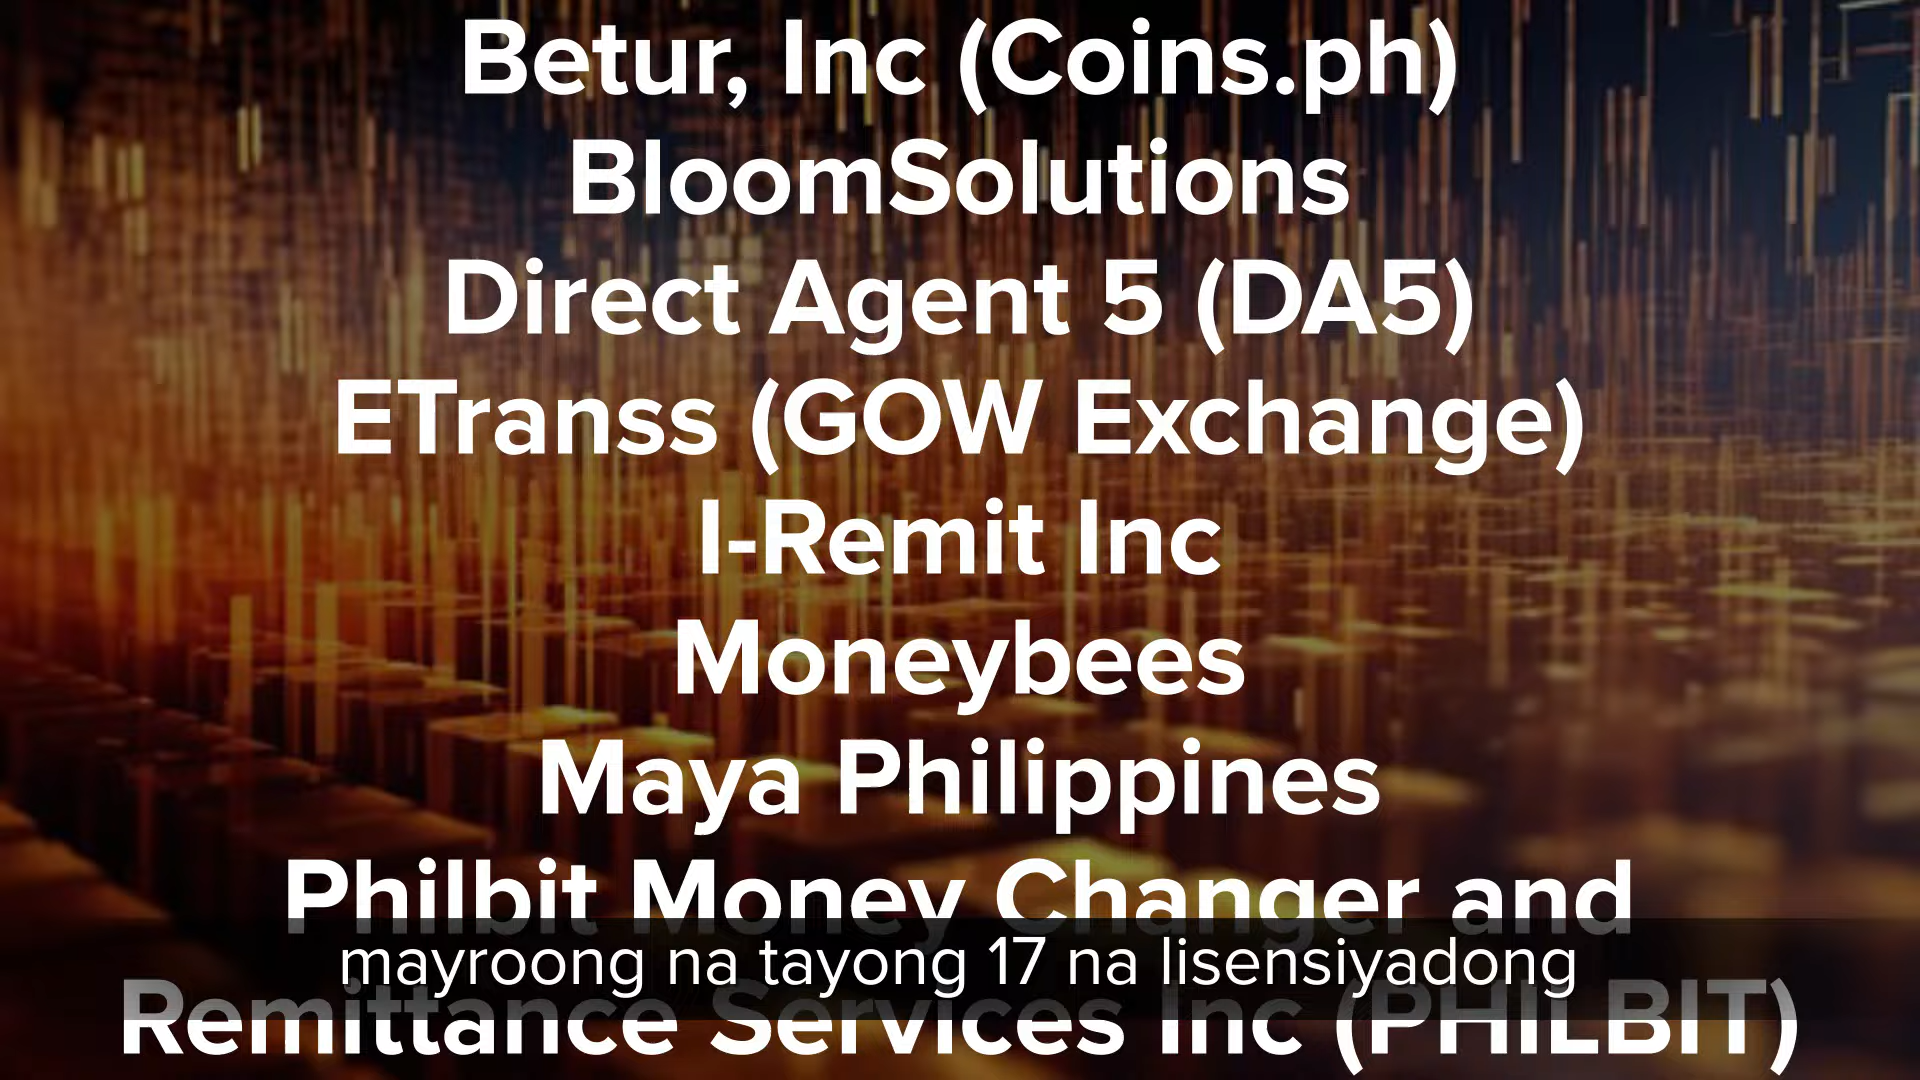 Betur, Inc (Coins.ph)
BloomSolutions
Direct Agent 5 (DA5)
ETranss (GOW Exchange)
I-Remit Inc
Moneybees
Maya Philippines
Philbit Money Changer and
mayroong na tayong 17 na lisensiyadong
Remittance Services Inc (PHILBIT)